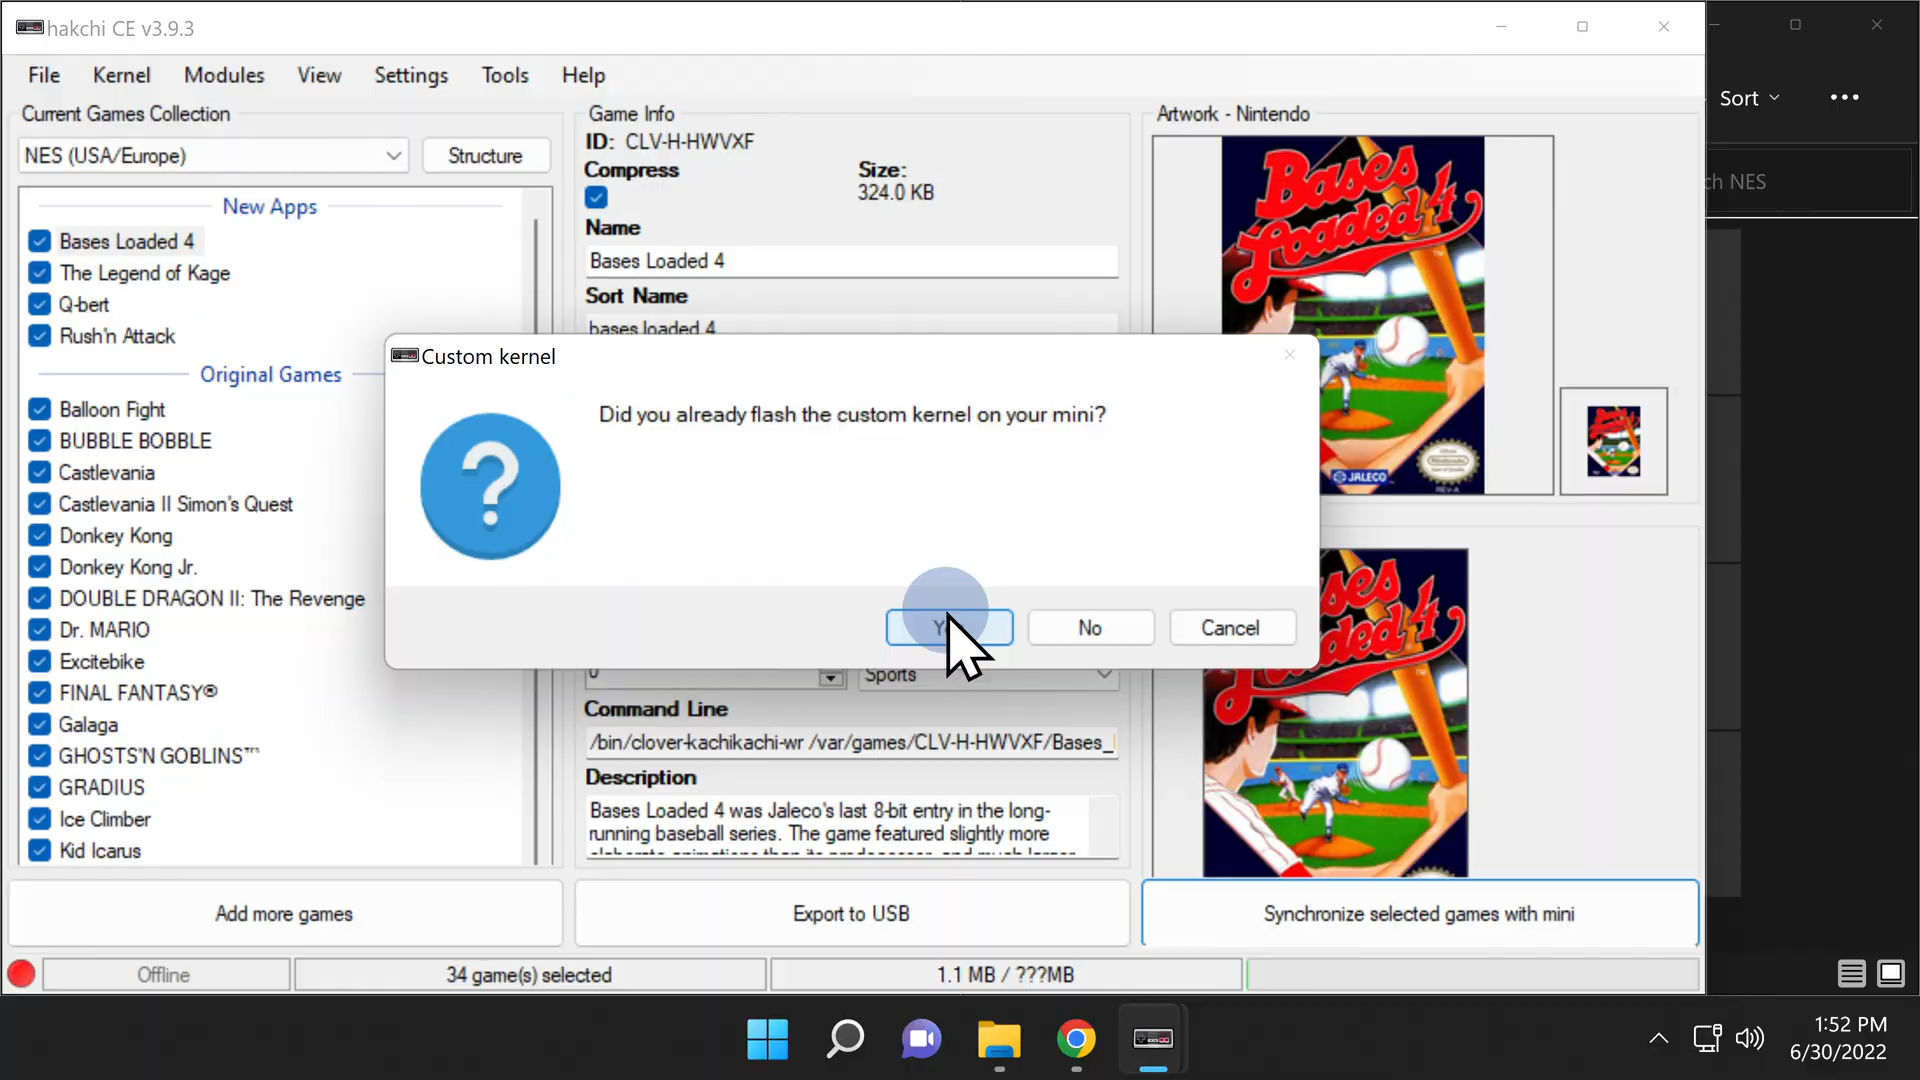 hakchi CE v3.9.3
File Kernel Modules View Settings Tools Help
Sort
Current Games Collection
NES (USA/Europe)
Structure
New Apps
Bases Loaded 4
The Legend of Kage
Q-bert
Rush'n Attack
Original Games
Balloon Fight
BUBBLE BOBBLE
Castlevania
Castlevania II Simon's Quest
Donkey Kong
Donkey Kong Jr.
DOUBLE DRAGON II: The Revenge
Dr. MARIO
Excitebike
FINAL FANTASY®
Galaga
GHOSTS'N GOBLINS™
GRADIUS
Ice Climber
Kid Icarus
Game Info
ID: CLV-H-HWVXF
Compress
Size:
324.0 KB
Name
Bases Loaded 4
Sort Name
bases loaded 4
Custom kernel
Did you already flash the custom kernel on your mini?
No
Cancel
0
Sports
Command Line
/bin/clover-kachikachi-wr /var/games/CLV-H-HWVXF/Bases_
Description
Bases Loaded 4 was Jaleco's last 8-bit entry in the long-
running baseball series. The game featured slightly more
Artwork - Nintendo
Bases
Loaded 4
JALECO
NES
Add more games
Export to USB
Synchronize selected games with mini
Offline
34 game(s) selected
1.1 MB / ???MB
1:52 PM
6/30/2022